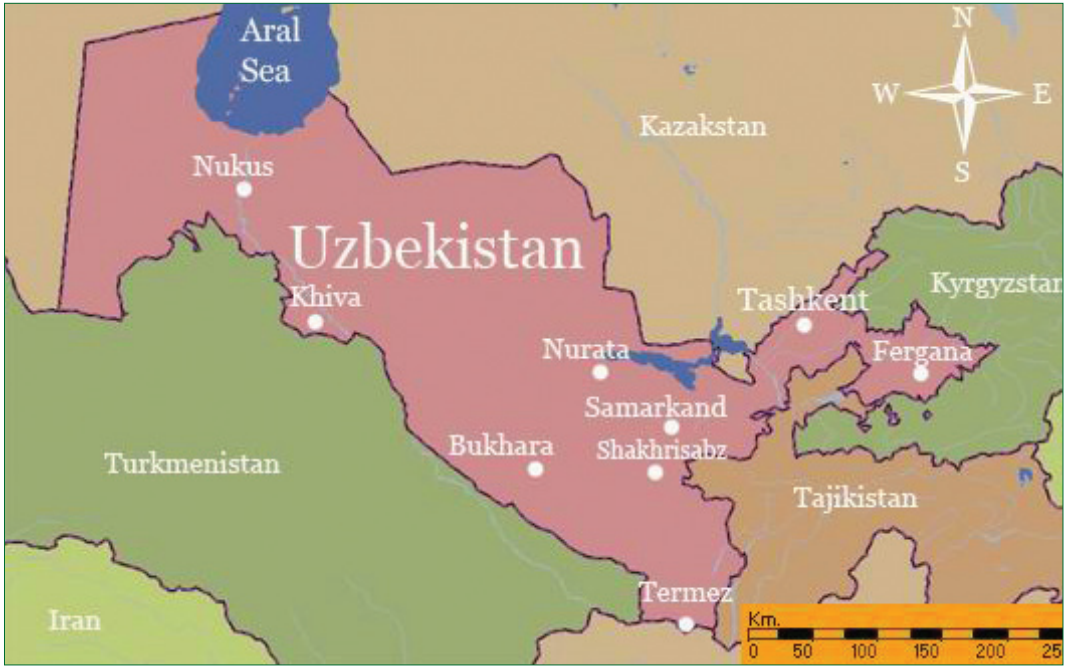 Aral
Sea
N
W
E
S
Kazakstan
Nukus
Uzbekistan
Khiva
Tashkent
Kyrgyzstan
Nurata
Fergana
Samarkand
Bukhara
Shakhrisabz
Turkmenistan
Tajikistan
Termez
Iran
Km.
0 50 100 150 200 25